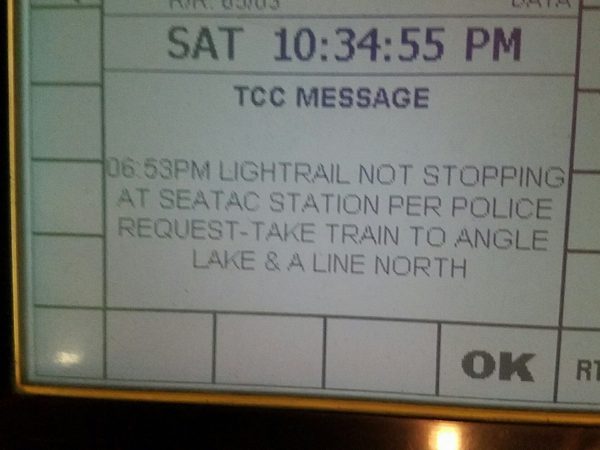 DATA
SAT 10:34:55 PM
TCC MESSAGE
06:53PM LIGHTRAIL NOT STOPPING
AT SEATAC STATION PER POLICE
REQUEST-TAKE TRAIN TO ANGLE
LAKE & A LINE NORTH
OK